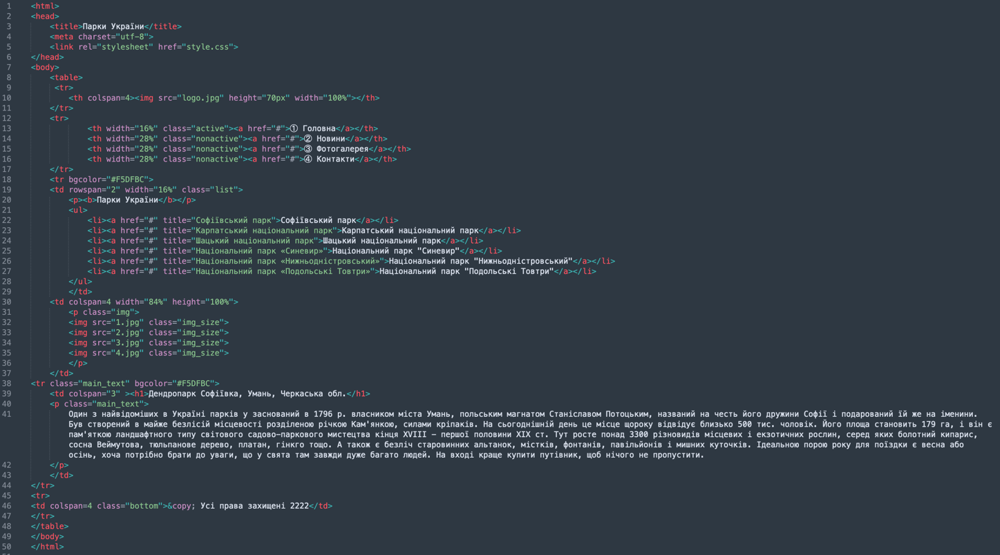 1 <html>
2 <head>
3 <title>Парки України</title>
4 <meta charset="utf-8">
5 <link rel="stylesheet" href="style.css">
6 </head>
7 <body>
8 <table>
9 <tr>
10 <th colspan=4><img src="logo.jpg" height="70px" width="100%"></th>
11 </tr>
12 <tr>
13 <th width="16%" class="active"><a href="#">① Головна</a></th>
14 <th width="28%" class="nonactive"><a href="#">② Новини</a></th>
15 <th width="28%" class="nonactive"><a href="#">③ Фотогалерея</a></th>
16 <th width="28%" class="nonactive"><a href="#">④ Контакти</a></th>
17 </tr>
18 <tr bgcolor="#F5DFBC">
19 <td rowspan="2" width="16%" class="list">
20 <p><b>Парки України</b></p>
21 <ul>
22 <li><a href="#" title="Софіївський парк">Софіївський парк</a></li>
23 <li><a href="#" title="Карпатський національний парк">Карпатський національний парк</a></li>
24 <li><a href="#" title="Шацький національний парк">Шацький національний парк</a></li>
25 <li><a href="#" title="Національний парк «Синевир»">Національний парк "Синевир"</a></li>
26 <li><a href="#" title="Національний парк «Нижньодністровський»">Національний парк "Нижньодністровський"</a></li>
27 <li><a href="#" title="Національний парк «Подольські Товтри»">Національний парк "Подольські Товтри"</a></li>
28 </ul>
29 </td>
30 <td colspan=4 width="84%" height="100%">
31 <p class="img">
32 <img src="1.jpg" class="img_size">
33 <img src="2.jpg" class="img_size">
34 <img src="3.jpg" class="img_size">
35 <img src="4.jpg" class="img_size">
36 </p>
37 </td>
38 <tr class="main_text" bgcolor="#F5DFBC">
39 <td colspan="3" ><h1>Дендропарк Софіївка, Умань, Черкаська обл.</h1>
40 <p class="main_text">
41 Один з найвідоміших в Україні парків у заснований в 1796 р. власником міста Умань, польським магнатом Станіславом Потоцьким, названий на честь його дружини Софії і подарований їй же на іменини.
Був створений в майже безлісій місцевості розділеною річкою Кам'янкою, силами кріпаків. На сьогоднішній день це місце щороку відвідує близько 500 тис. чоловік. Його площа становить 179 га, і він є
пам'яткою ландшафтного типу світового садово-паркового мистецтва кінця XVIII – першої половини XIX ст. Тут росте понад 3300 різновидів місцевих і екзотичних рослин, серед яких болотний кипарис,
сосна Веймутова, тюльпанове дерево, платан, гінкго тощо. А також є безліч старовинних альтанок, містків, фонтанів, павільйонів і мишних куточків. Ідеальною порою року для поїздки є весна або
осінь, хоча потрібно брати до уваги, що у свята там завжди дуже багато людей. На вході краще купити путівник, щоб нічого не пропустити.
42 </p>
43 </td>
44 </tr>
45 <tr>
46 <td colspan=4 class="bottom">&copy; Усі права захищені 2222</td>
47 </tr>
48 </table>
49 </body>
50 </html>